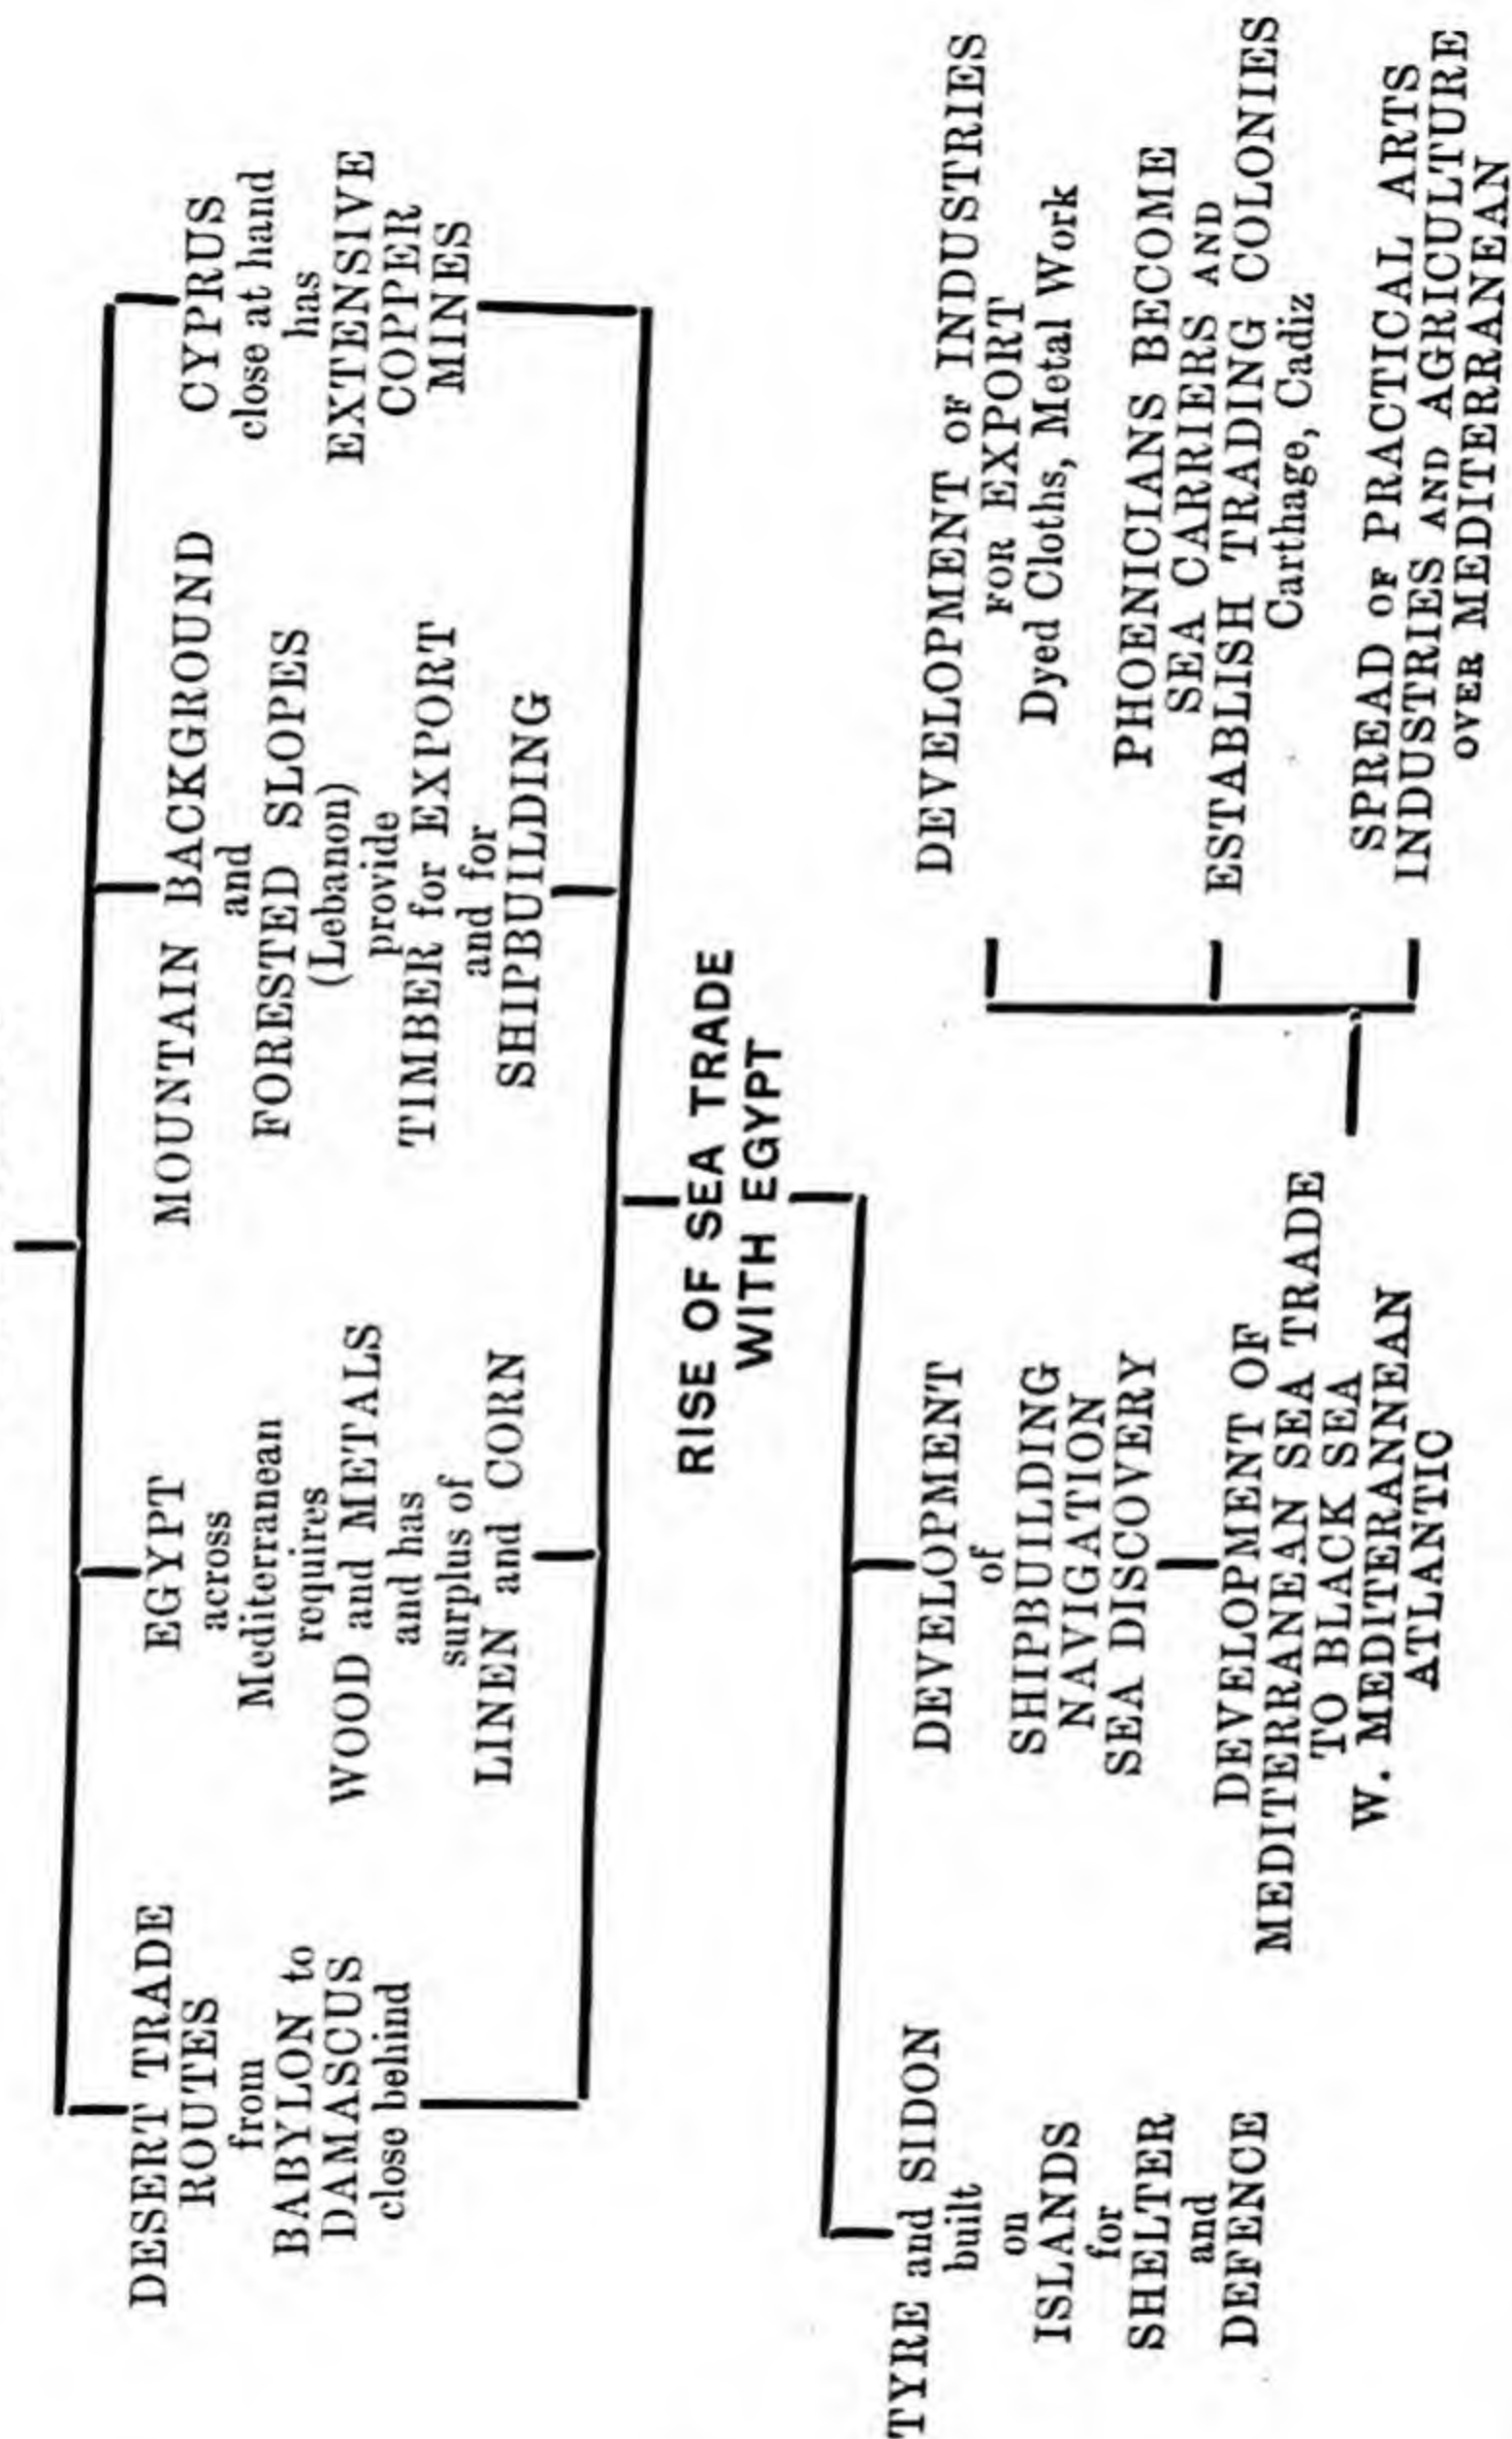 DESERT TRADE
ROUTES
from
BABYLON to
DAMASCUS
close behind
EGYPT
across
Mediterranean
requires
WOOD and METALS
and has
surplus of
LINEN and CORN
MOUNTAIN BACKGROUND
and
FORESTED SLOPES
(Lebanon)
provide
TIMBER for EXPORT
and for
SHIPBUILDING
CYPRUS
close at hand
has
EXTENSIVE
COPPER
MINES
RISE OF SEA TRADE
WITH EGYPT
TYRE and SIDON
built
on
ISLANDS
for
SHELTER
and
DEFENCE
DEVELOPMENT
of
SHIPBUILDING
NAVIGATION
SEA DISCOVERY
DEVELOPMENT OF
MEDITERRANEAN SEA TRADE
TO BLACK SEA
W. MEDITERANNEAN
ATLANTIC
DEVELOPMENT OF INDUSTRIES
FOR EXPORT
Dyed Cloths, Metal Work
PHOENICIANS BECOME
SEA CARRIERS AND
ESTABLISH TRADING COLONIES
Carthage, Cadiz
SPREAD OF PRACTICAL ARTS
INDUSTRIES AND AGRICULTURE
OVER MEDITERRANEAN